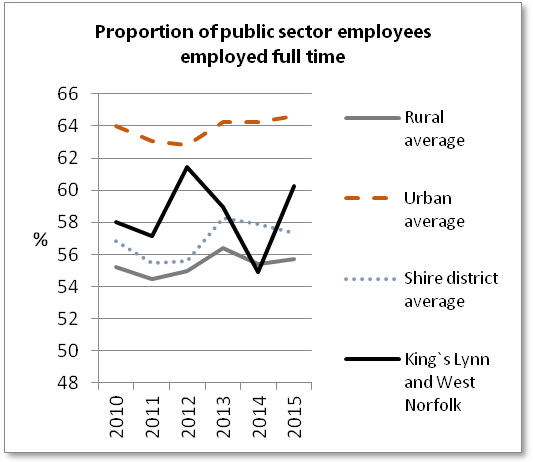 Proportion of public sector employees
employed full time
66
64
62
60
58
56
54
52
50
48
%
2010
2011
2012
2013
2014
2015
Rural
average
Urban
average
Shire district
average
King`s Lynn
and West
Norfolk